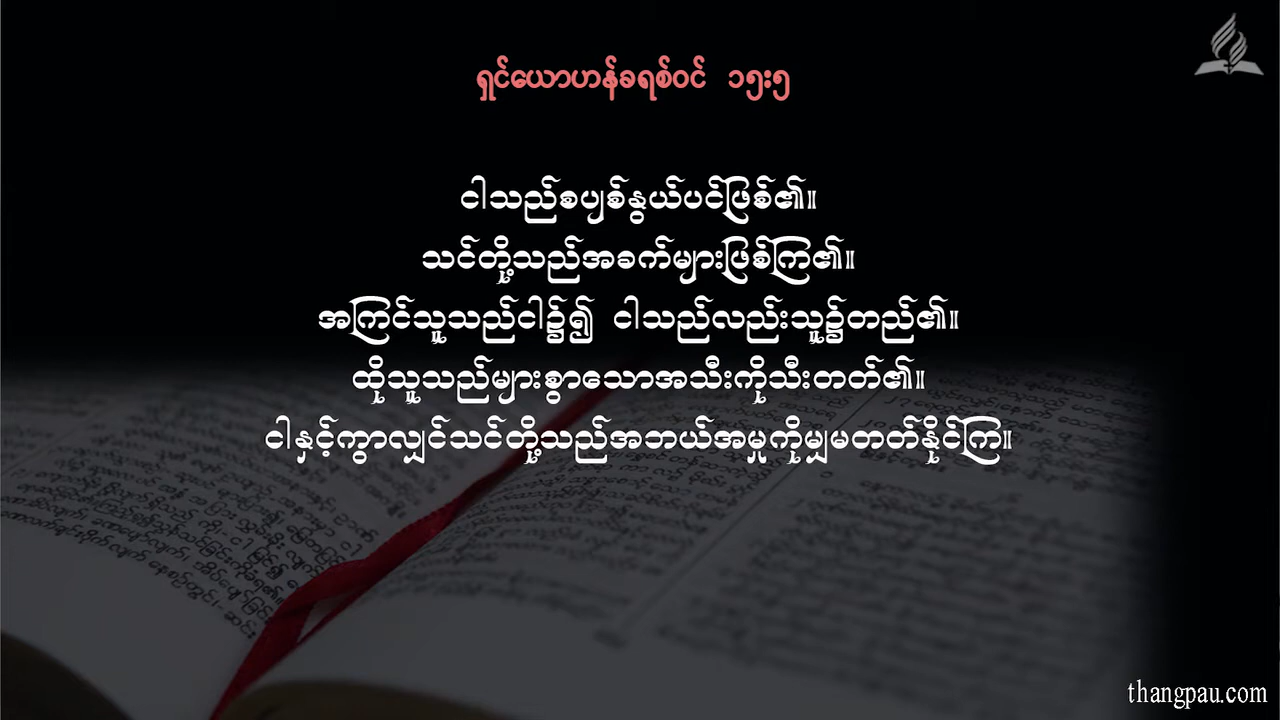 ရှင်ယောဟန်ခရစ်ဝင် ၁၅း၅
ငါသည်စပျစ်နွယ်ပင်ဖြစ်၏။
သင်တို့သည်အခက်များဖြစ်ကြ၏။
အကြင်သူသည်ငါ၌၍ ငါသည်လည်းသူ၌တည်၏။
ထိုသူသည်များစွာသောအသီးကိုသီးတတ်၏။
ငါနှင့်ကွာလျှင်သင်တို့သည်အဘယ်အမှုကိုမျှမတတ်နိုင်ကြ။
thangpau.com